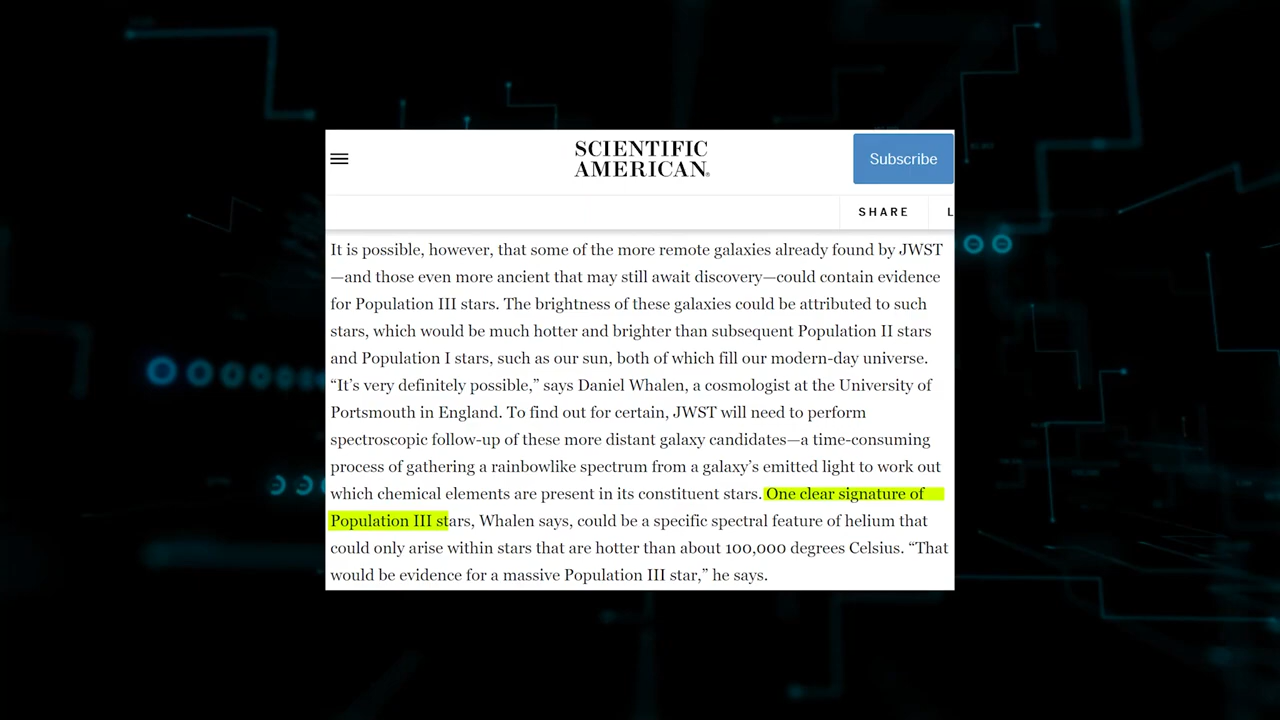 SCIENTIFIC
AMERICAN®
Subscribe
SHARE
L
It is possible, however, that some of the more remote galaxies already found by JWST
—and those even more ancient that may still await discovery—could contain evidence
for Population III stars. The brightness of these galaxies could be attributed to such
stars, which would be much hotter and brighter than subsequent Population II stars
and Population I stars, such as our sun, both of which fill our modern-day universe.
“It’s very definitely possible,” says Daniel Whalen, a cosmologist at the University of
Portsmouth in England. To find out for certain, JWST will need to perform
spectroscopic follow-up of these more distant galaxy candidates—a time-consuming
process of gathering a rainbowlike spectrum from a galaxy’s emitted light to work out
which chemical elements are present in its constituent stars. One clear signature of
Population III stars, Whalen says, could be a specific spectral feature of helium that
could only arise within stars that are hotter than about 100,000 degrees Celsius. “That
would be evidence for a massive Population III star,” he says.